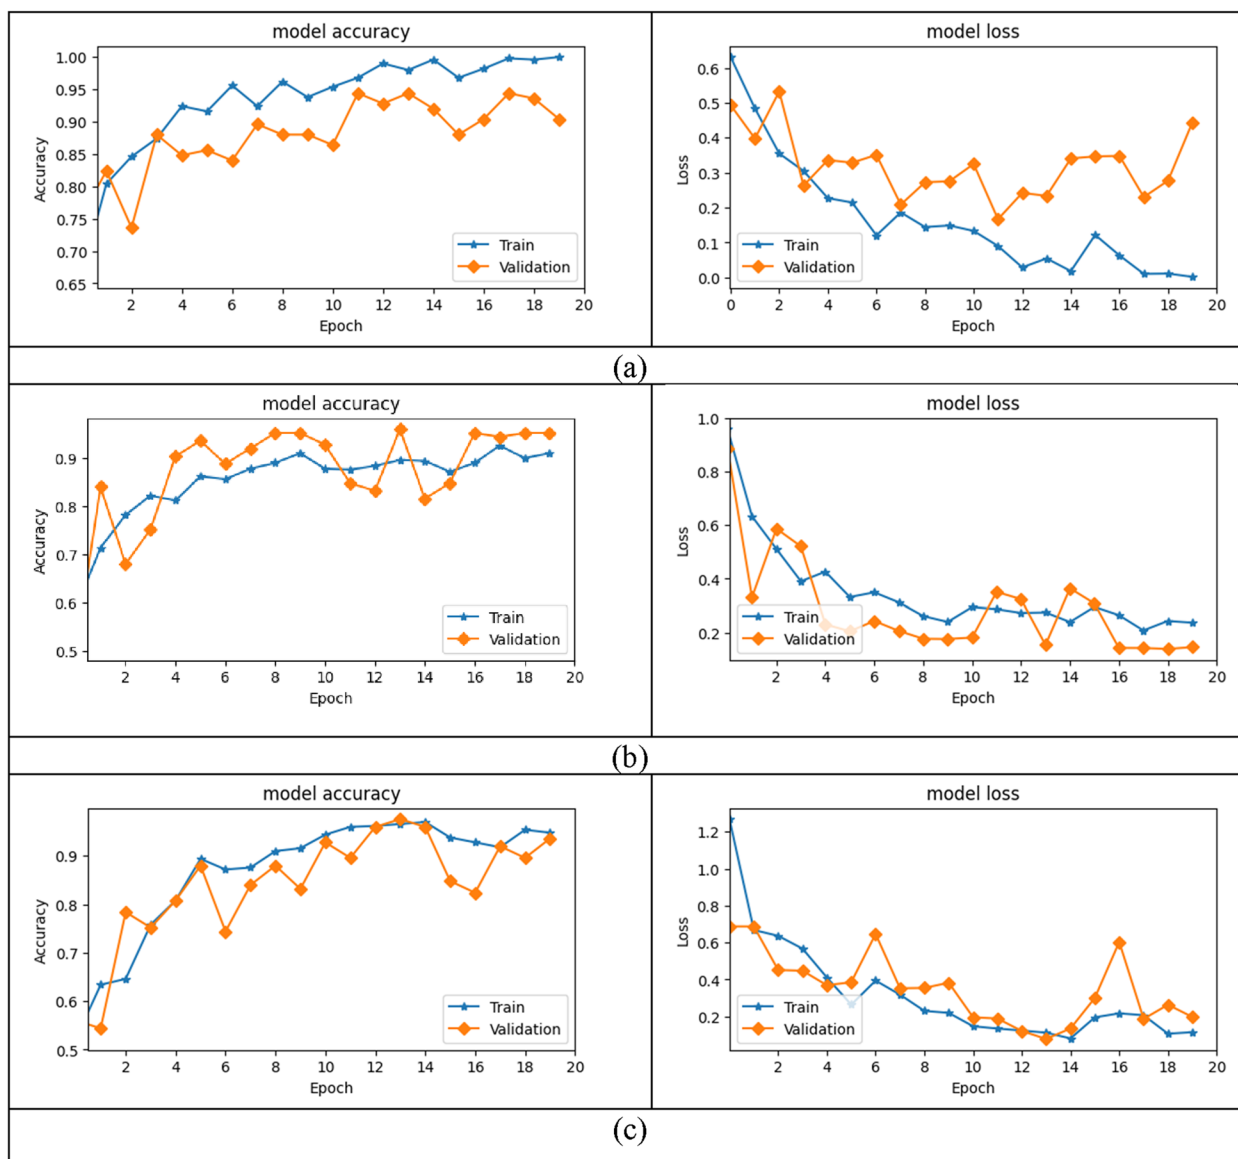 model accuracy
1.00
0.95
0.90
0.85
0.80
0.75
0.70
0.65
Accuracy
Train
Validation
2 4 6 8 10 12 14 16 18 20
Epoch
model loss
0.6
0.5
0.4
0.3
0.2
0.1
0.0
Loss
Train
Validation
0 2 4 6 8 10 12 14 16 18 20
Epoch
(a)
model accuracy
0.9
0.8
0.7
0.6
0.5
Accuracy
Train
Validation
2 4 6 8 10 12 14 16 18 20
Epoch
model loss
1.0
0.8
0.6
0.4
0.2
Loss
Train
Validation
2 4 6 8 10 12 14 16 18 20
Epoch
(b)
model accuracy
0.9
0.8
0.7
0.6
0.5
Accuracy
Train
Validation
2 4 6 8 10 12 14 16 18 20
Epoch
model loss
1.2
1.0
0.8
0.6
0.4
0.2
Loss
Train
Validation
2 4 6 8 10 12 14 16 18 20
Epoch
(c)